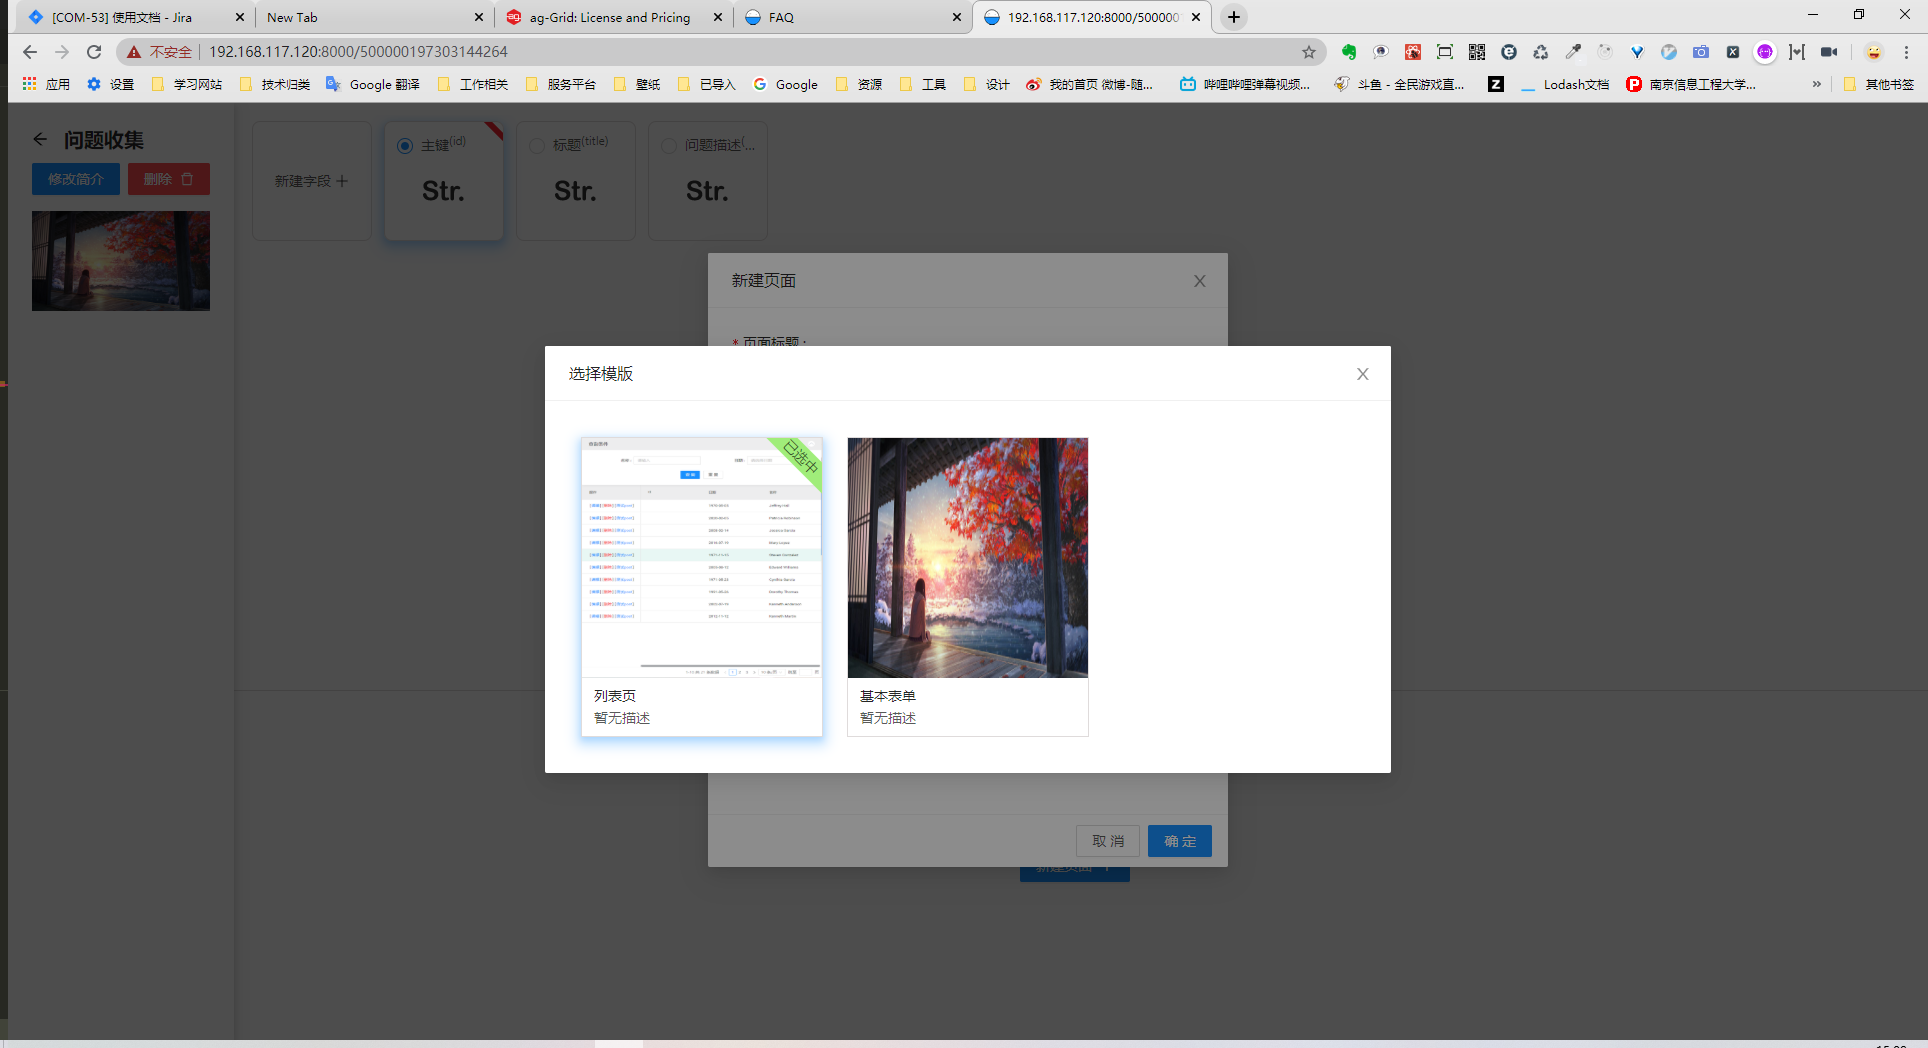 [COM-53] 使用文档 - Jira
New Tab
ag-Grid: License and Pricing
FAQ
192.168.117.120:8000/50000019
不安全
192.168.117.120:8000/500000197303144264
应用
设置
学习网站
技术归类
Google 翻译
工作相关
服务平台
壁纸
已导入
Google
资源
工具
设计
我的首页 微博-随...
哔哩哔哩弹幕视频...
斗鱼 - 全民游戏直...
Lodash文档
南京信息工程大学...
»
其他书签
问题收集
修改简介
删除
新建字段
主键(id)
Str.
标题(title)
Str.
问题描述(...
Str.
新建页面
* 页面标题 :
选择模版
已选中
列表页
暂无描述
基本表单
暂无描述
取 消
确 定
新建页面